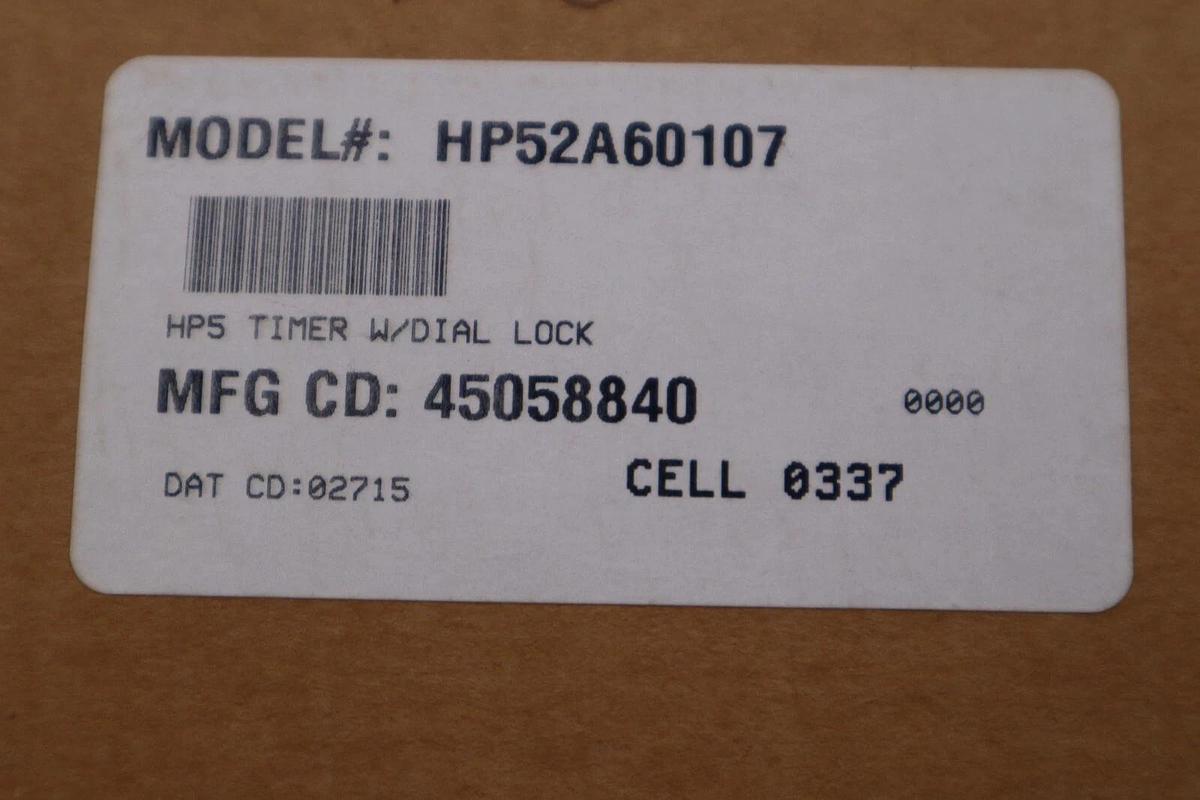 MODEL#: HP52A60107
HP5 TIMER W/DIAL LOCK
MFG CD: 45058840 0000
DAT CD:02715 CELL 0337